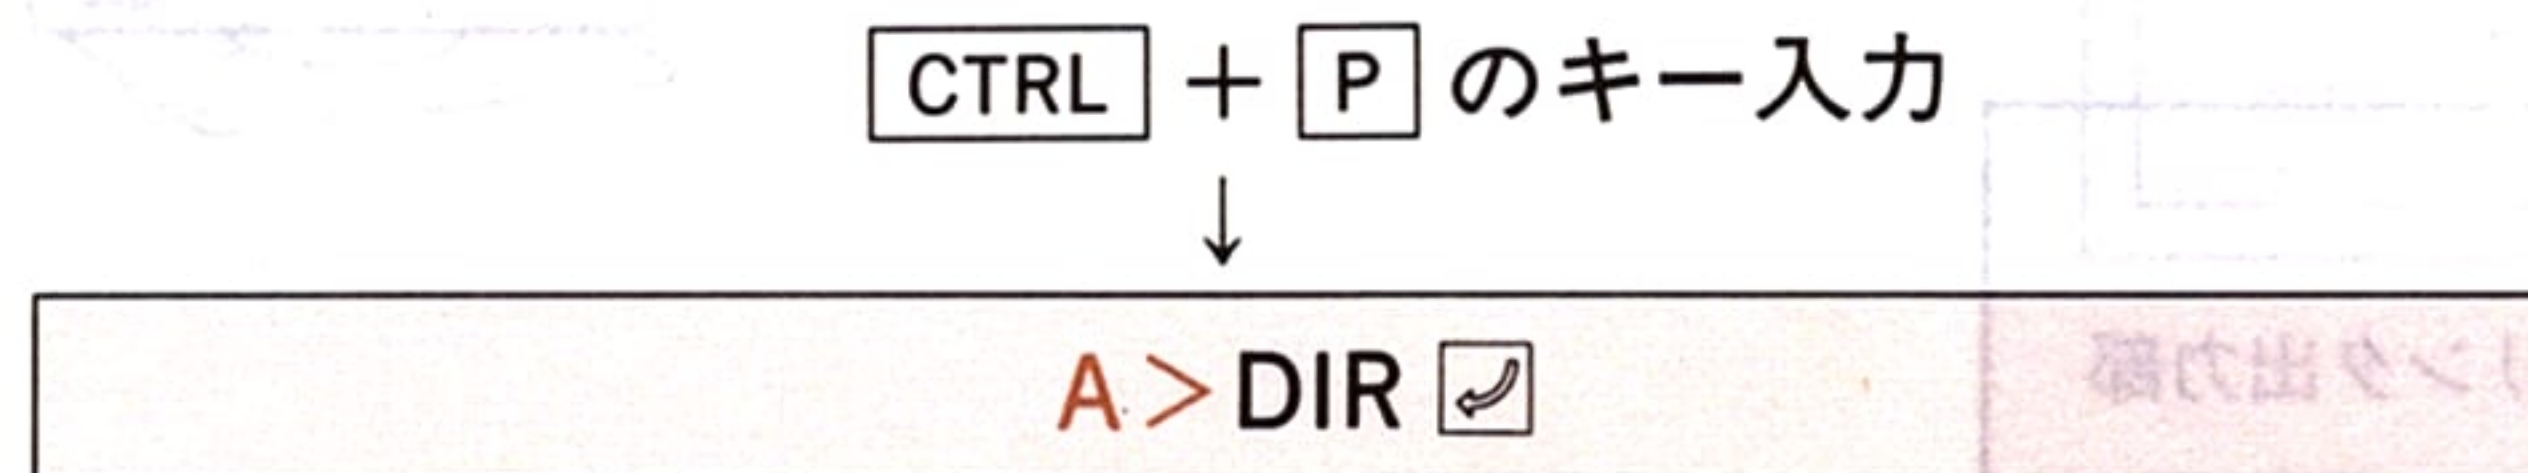 CTRL + P のキー入力
↓
A>DIR ↵